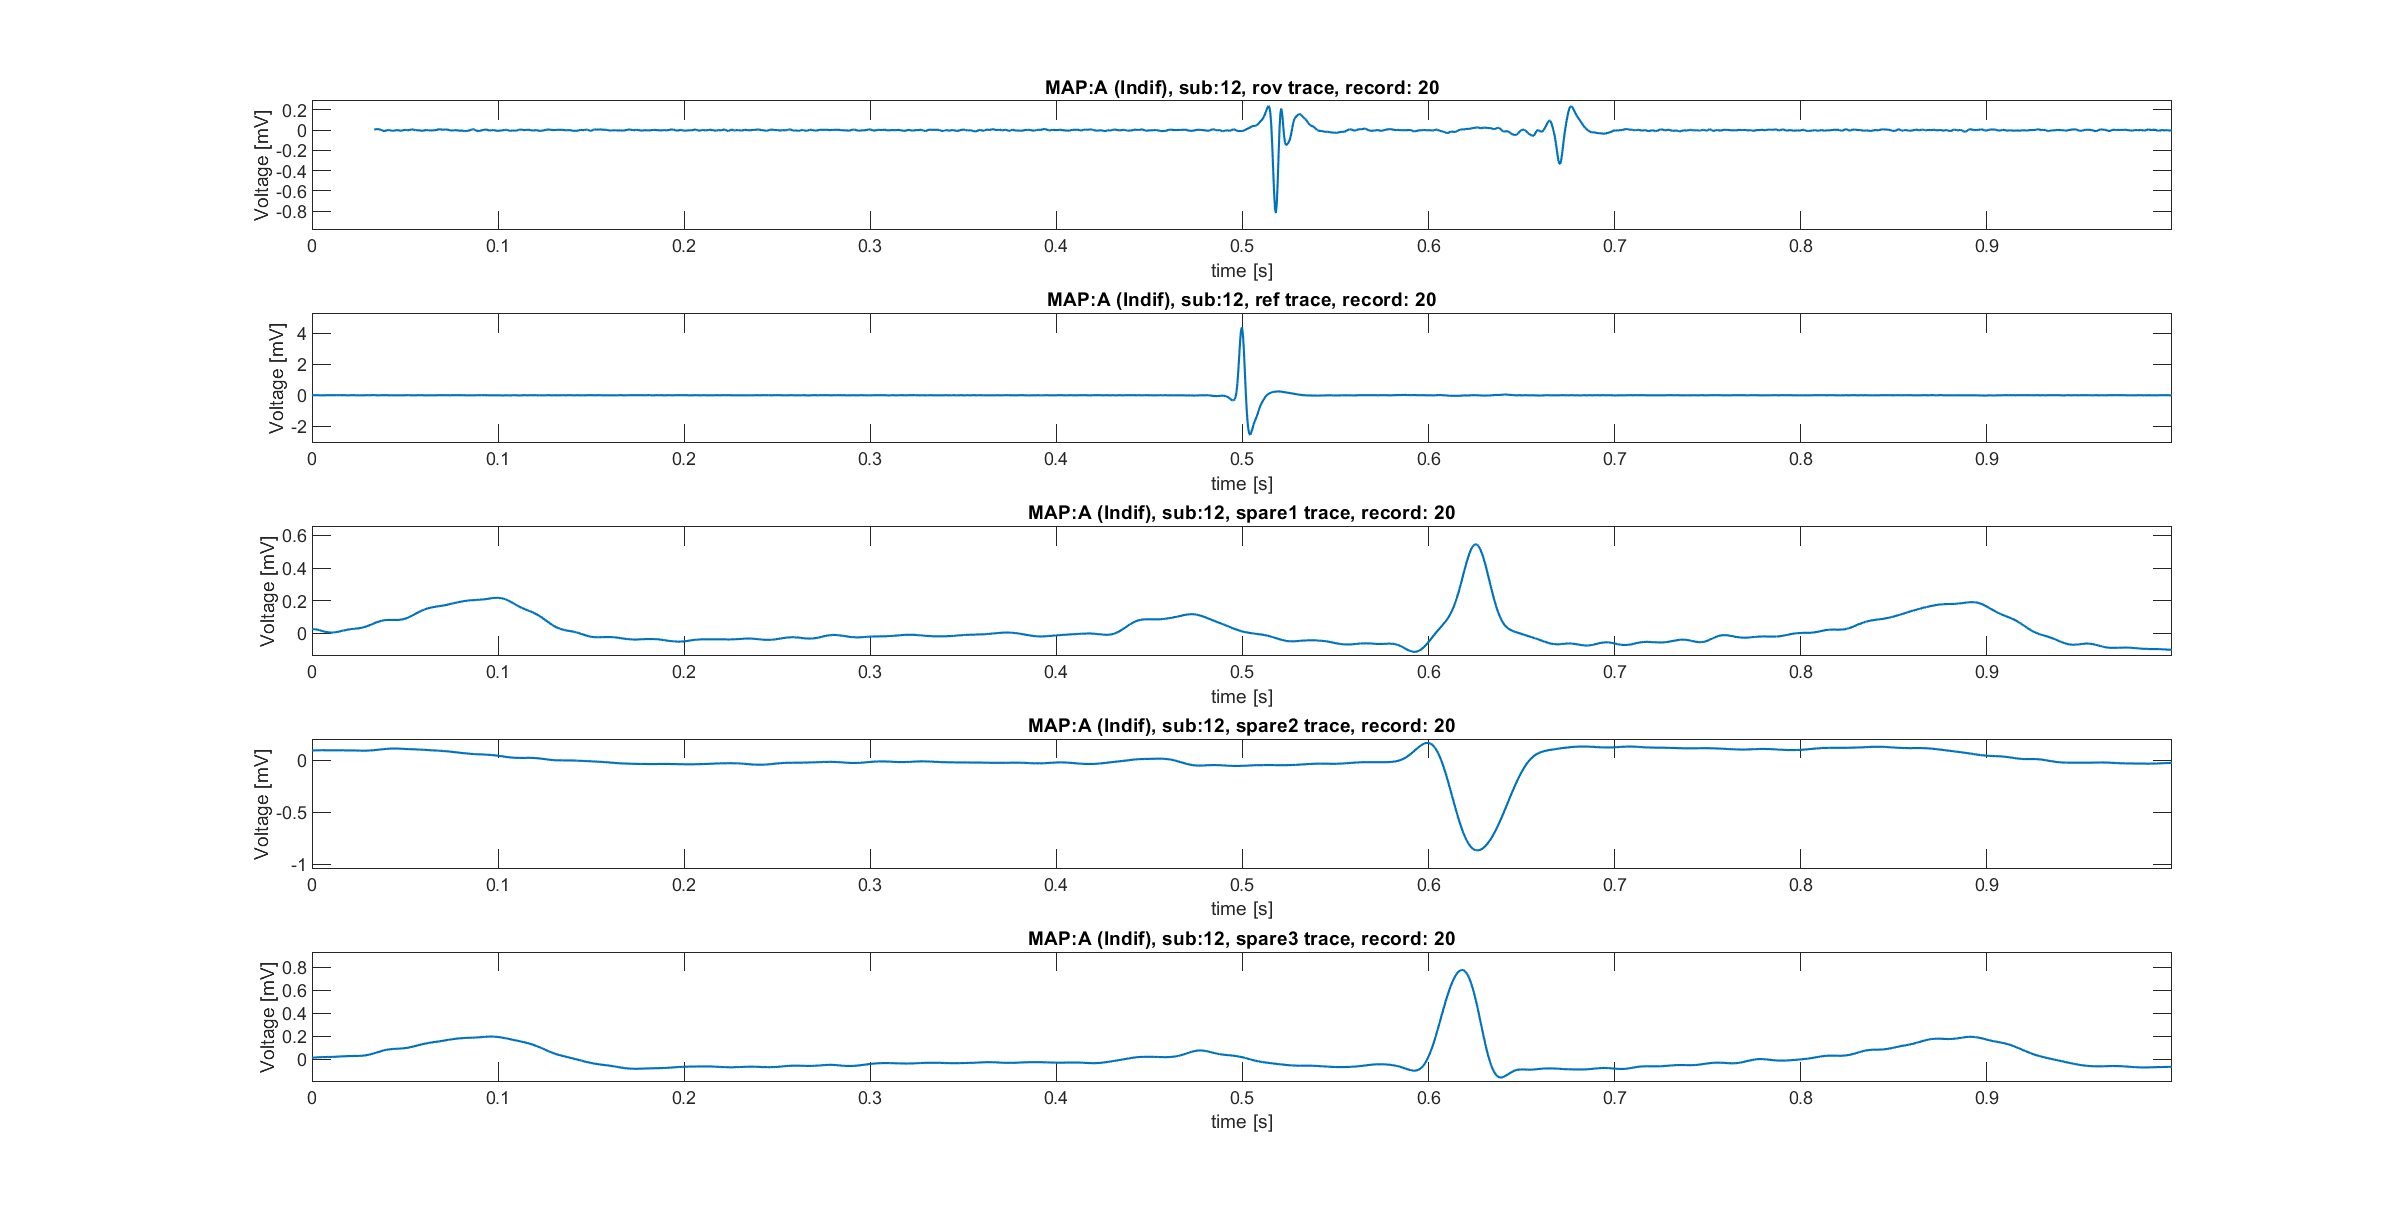 MAP:A (Indif), sub:12, rov trace, record: 20
Voltage [mV]
0.2
0
-0.2
-0.4
-0.6
-0.8
0 0.1 0.2 0.3 0.4 0.5 0.6 0.7 0.8 0.9
time [s]
MAP:A (Indif), sub:12, ref trace, record: 20
Voltage [mV]
4
2
0
-2
0 0.1 0.2 0.3 0.4 0.5 0.6 0.7 0.8 0.9
time [s]
MAP:A (Indif), sub:12, spare1 trace, record: 20
Voltage [mV]
0.6
0.4
0.2
0
0 0.1 0.2 0.3 0.4 0.5 0.6 0.7 0.8 0.9
time [s]
MAP:A (Indif), sub:12, spare2 trace, record: 20
Voltage [mV]
0
-0.5
-1
0 0.1 0.2 0.3 0.4 0.5 0.6 0.7 0.8 0.9
time [s]
MAP:A (Indif), sub:12, spare3 trace, record: 20
Voltage [mV]
0.8
0.6
0.4
0.2
0
0 0.1 0.2 0.3 0.4 0.5 0.6 0.7 0.8 0.9
time [s]